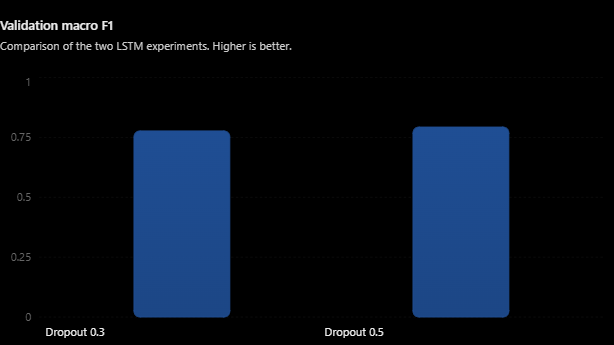 Validation macro F1
Comparison of the two LSTM experiments. Higher is better.
1
0.75
0.5
0.25
0
Dropout 0.3
Dropout 0.5